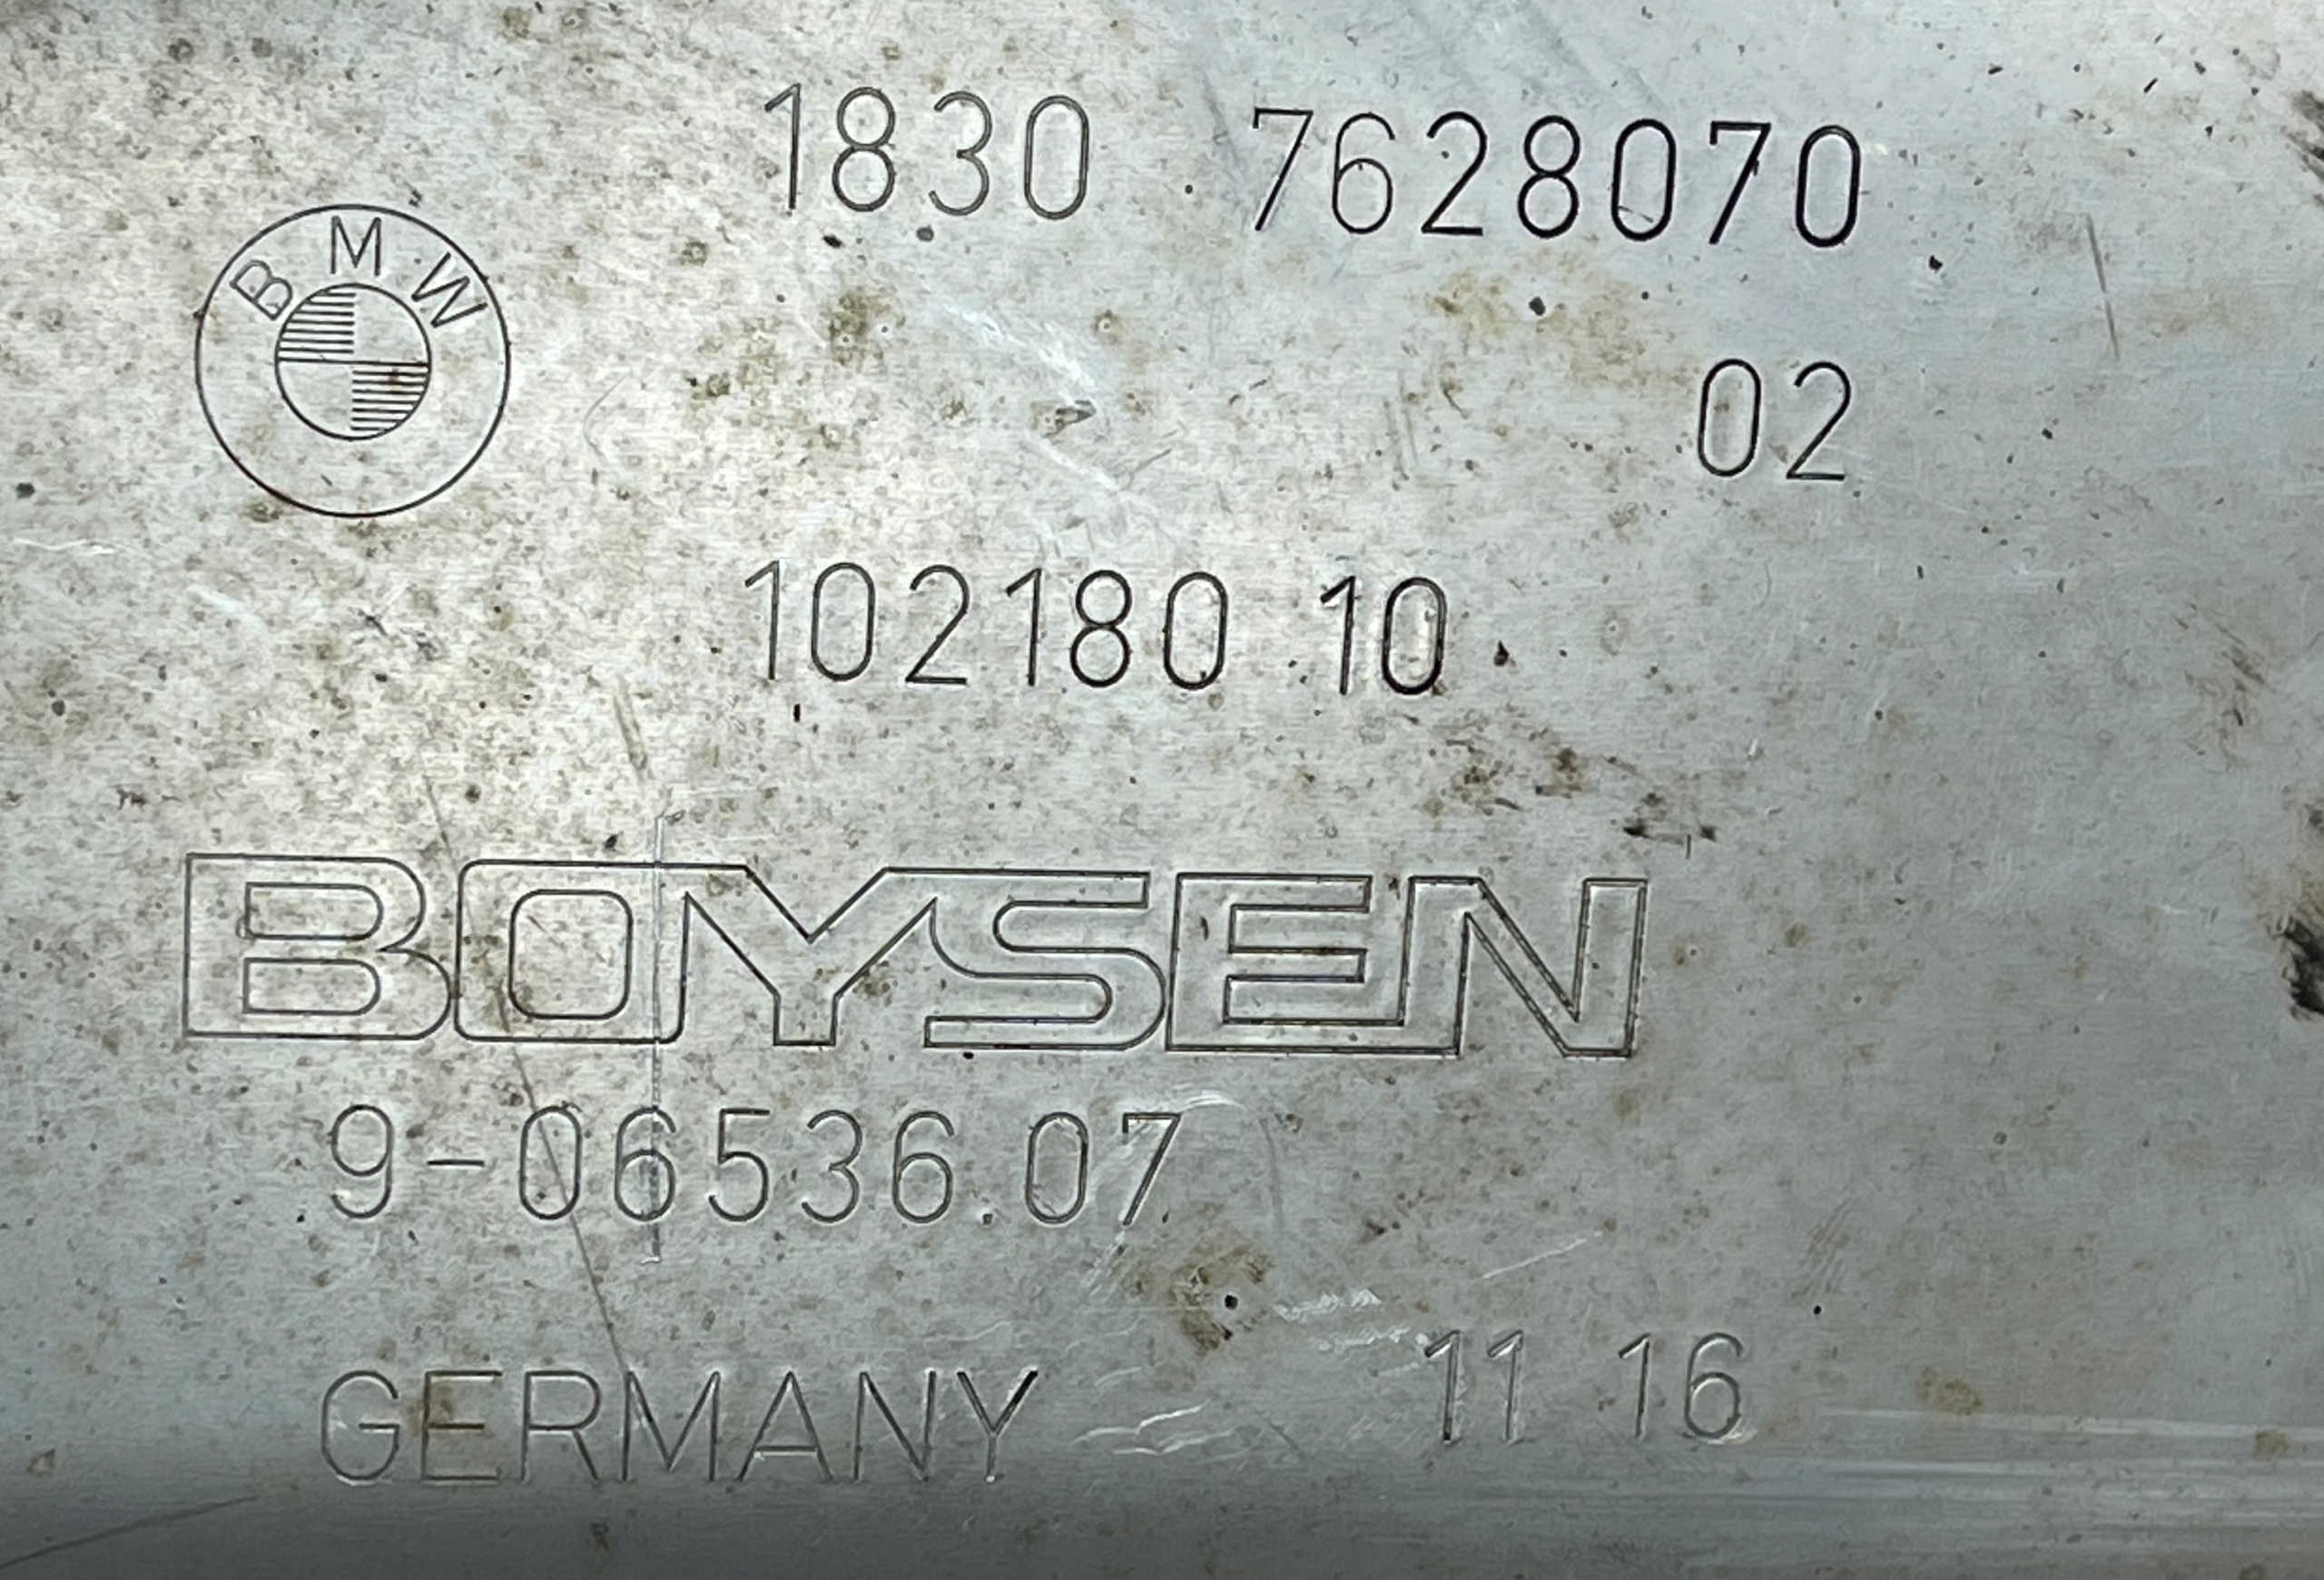 1830 7628070
BMW
02
102180 10
BOYSEN
9-06536.07
GERMANY 11 16